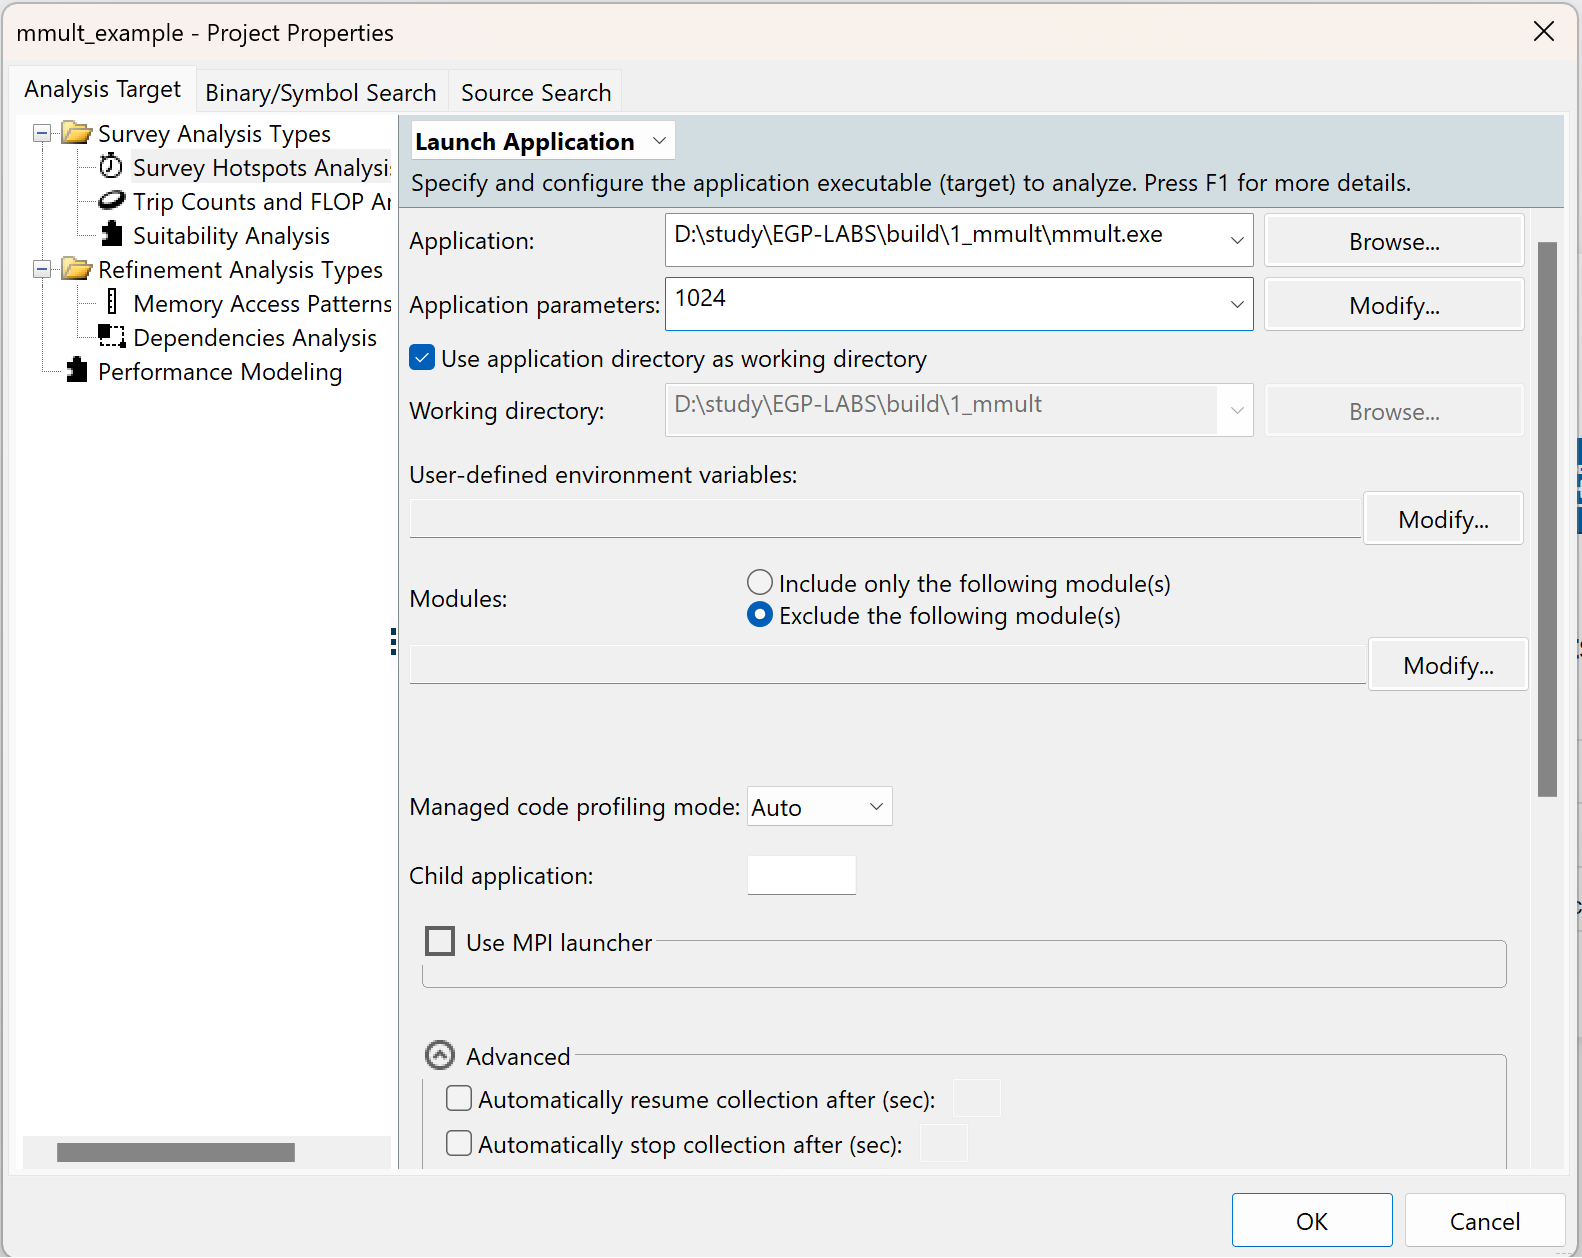 mmult_example - Project Properties
Analysis Target
Binary/Symbol Search
Source Search
Survey Analysis Types
Survey Hotspots Analysi
Trip Counts and FLOP Ar
Suitability Analysis
Refinement Analysis Types
Memory Access Patterns
Dependencies Analysis
Performance Modeling
Launch Application
Specify and configure the application executable (target) to analyze. Press F1 for more details.
Application:
D:\study\EGP-LABS\build\1_mmult\mmult.exe
Browse...
Application parameters:
1024
Modify...
Use application directory as working directory
Working directory:
D:\study\EGP-LABS\build\1_mmult
Browse...
User-defined environment variables:
Modify...
Modules:
Include only the following module(s)
Exclude the following module(s)
Modify...
Managed code profiling mode:
Auto
Child application:
Use MPI launcher
Advanced
Automatically resume collection after (sec):
Automatically stop collection after (sec):
OK
Cancel